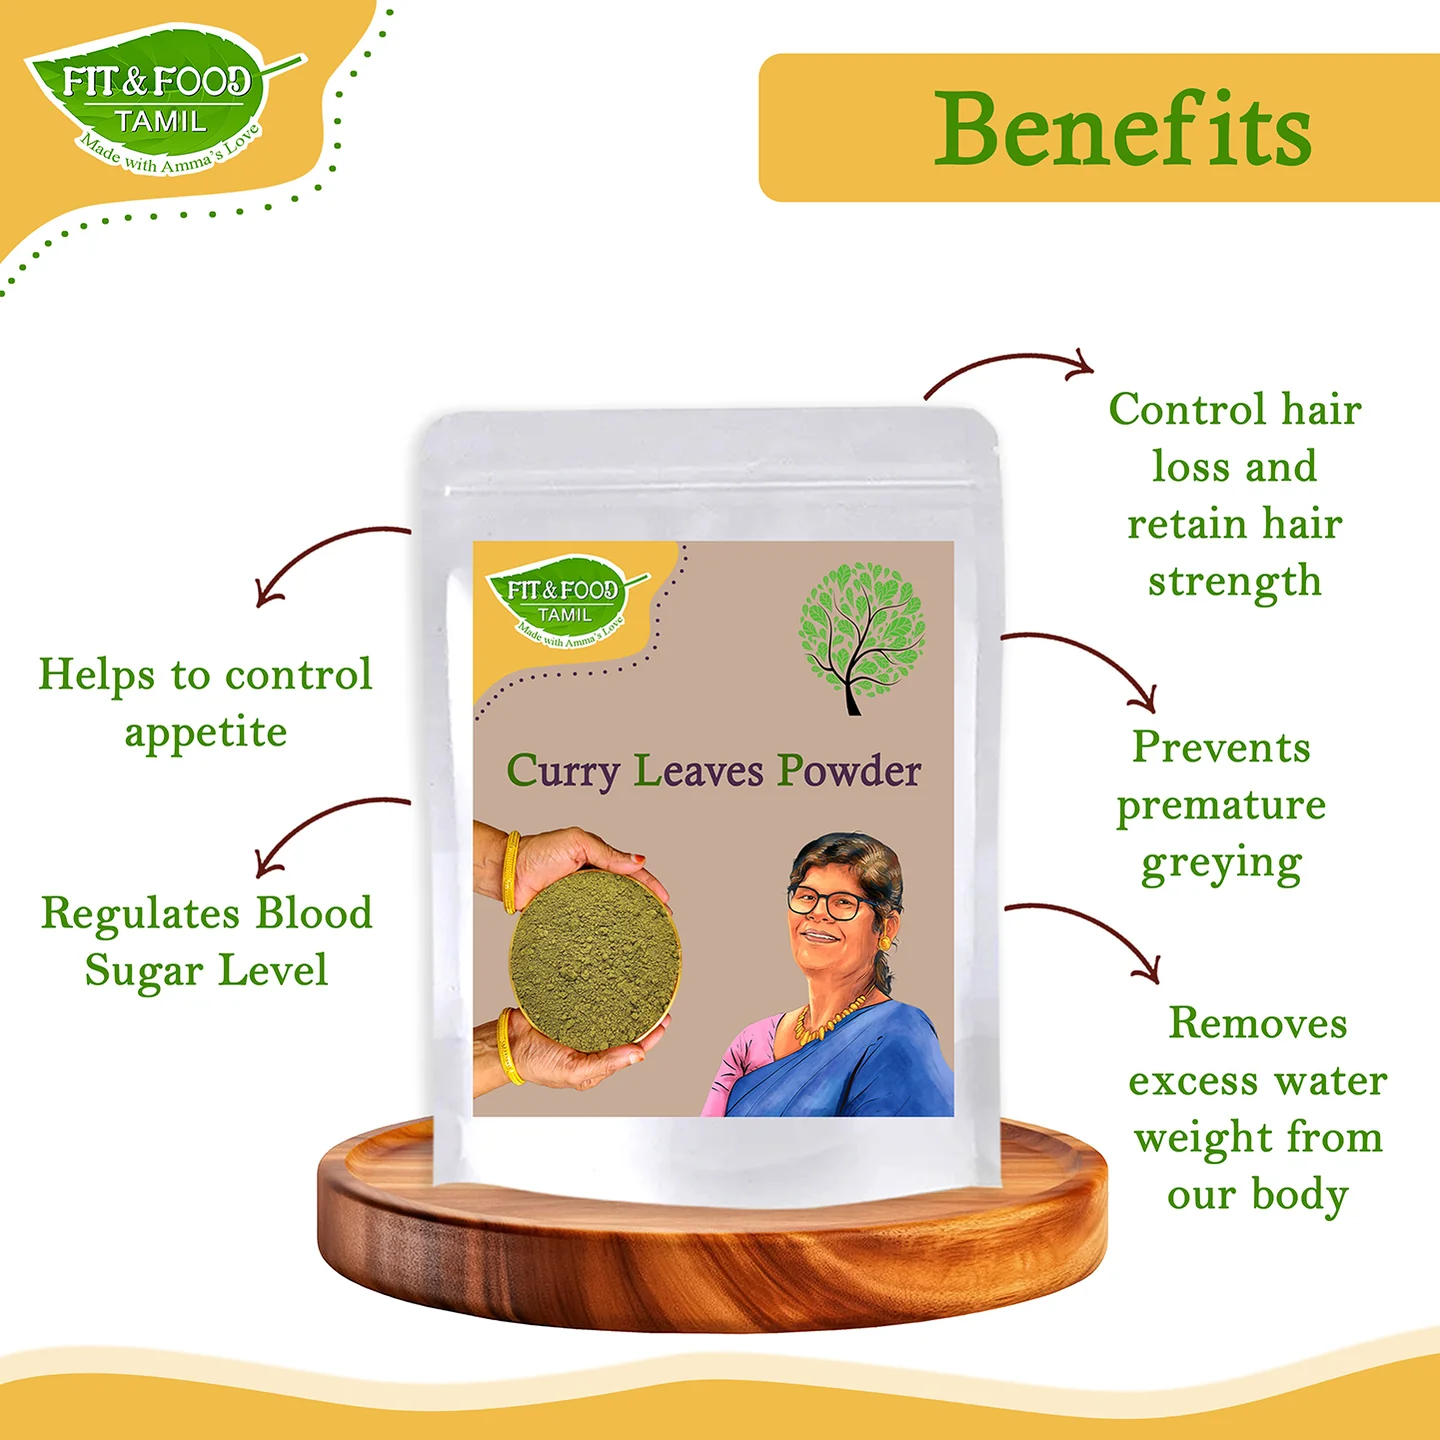 FIT & FOOD
TAMIL
Made with Amma's Love
Benefits
Control hair
loss and
retain hair
strength
Helps to control
appetite
Prevents
premature
greying
Regulates Blood
Sugar Level
Removes
excess water
weight from
our body
FIT & FOOD
TAMIL
Made with Amma's Love
Curry Leaves Powder